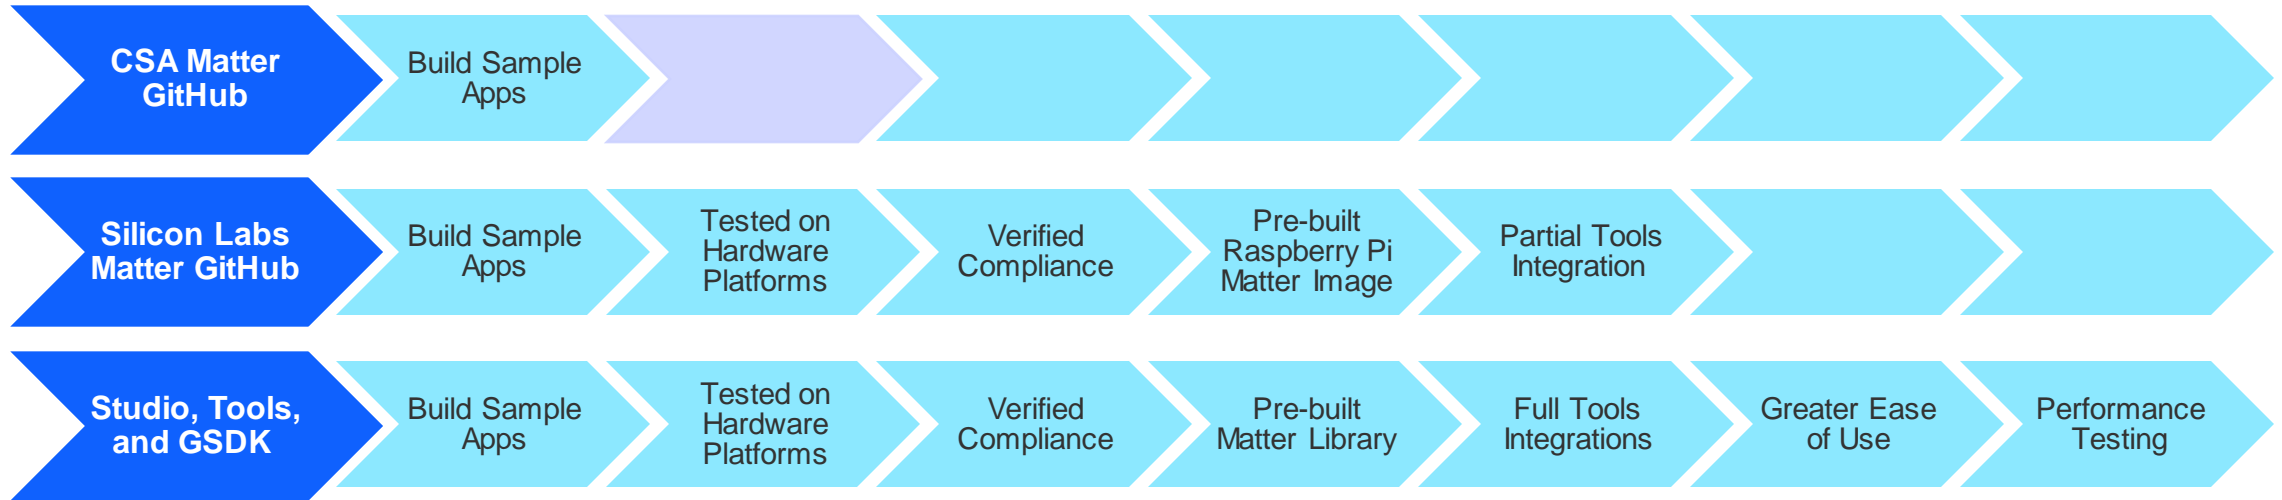 CSA Matter
GitHub
Build Sample
Apps
Silicon Labs
Matter GitHub
Build Sample
Apps
Tested on
Hardware
Platforms
Verified
Compliance
Pre-built
Raspberry Pi
Matter Image
Partial Tools
Integration
Studio, Tools,
and GSDK
Build Sample
Apps
Tested on
Hardware
Platforms
Verified
Compliance
Pre-built
Matter Library
Full Tools
Integrations
Greater Ease
of Use
Performance
Testing